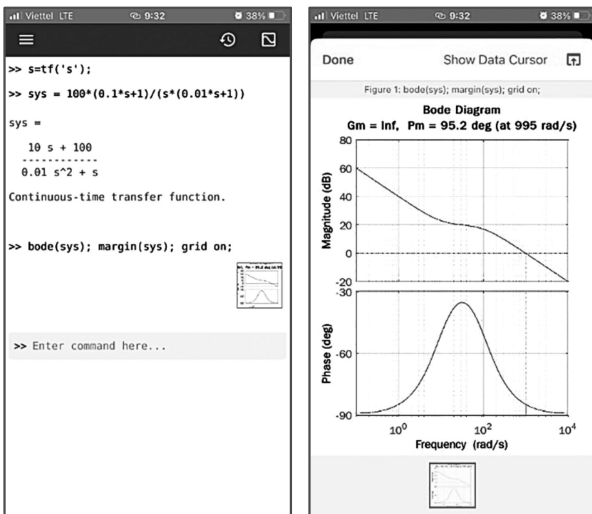 Viettel LTE 9:32 38%
>> s=tf('s');
>> sys = 100*(0.1*s+1)/(s*(0.01*s+1))
sys =
10 s + 100
------------
0.01 s^2 + s
Continuous-time transfer function.
>> bode(sys); margin(sys); grid on;
>> Enter command here...
Viettel LTE 9:32 38%
Done Show Data Cursor
Figure 1: bode(sys); margin(sys); grid on;
Bode Diagram
Gm = Inf, Pm = 95.2 deg (at 995 rad/s)
80
60
40
20
0
-20
Magnitude (dB)
-30
-60
-90
Phase (deg)
10^0 10^2 10^4
Frequency (rad/s)